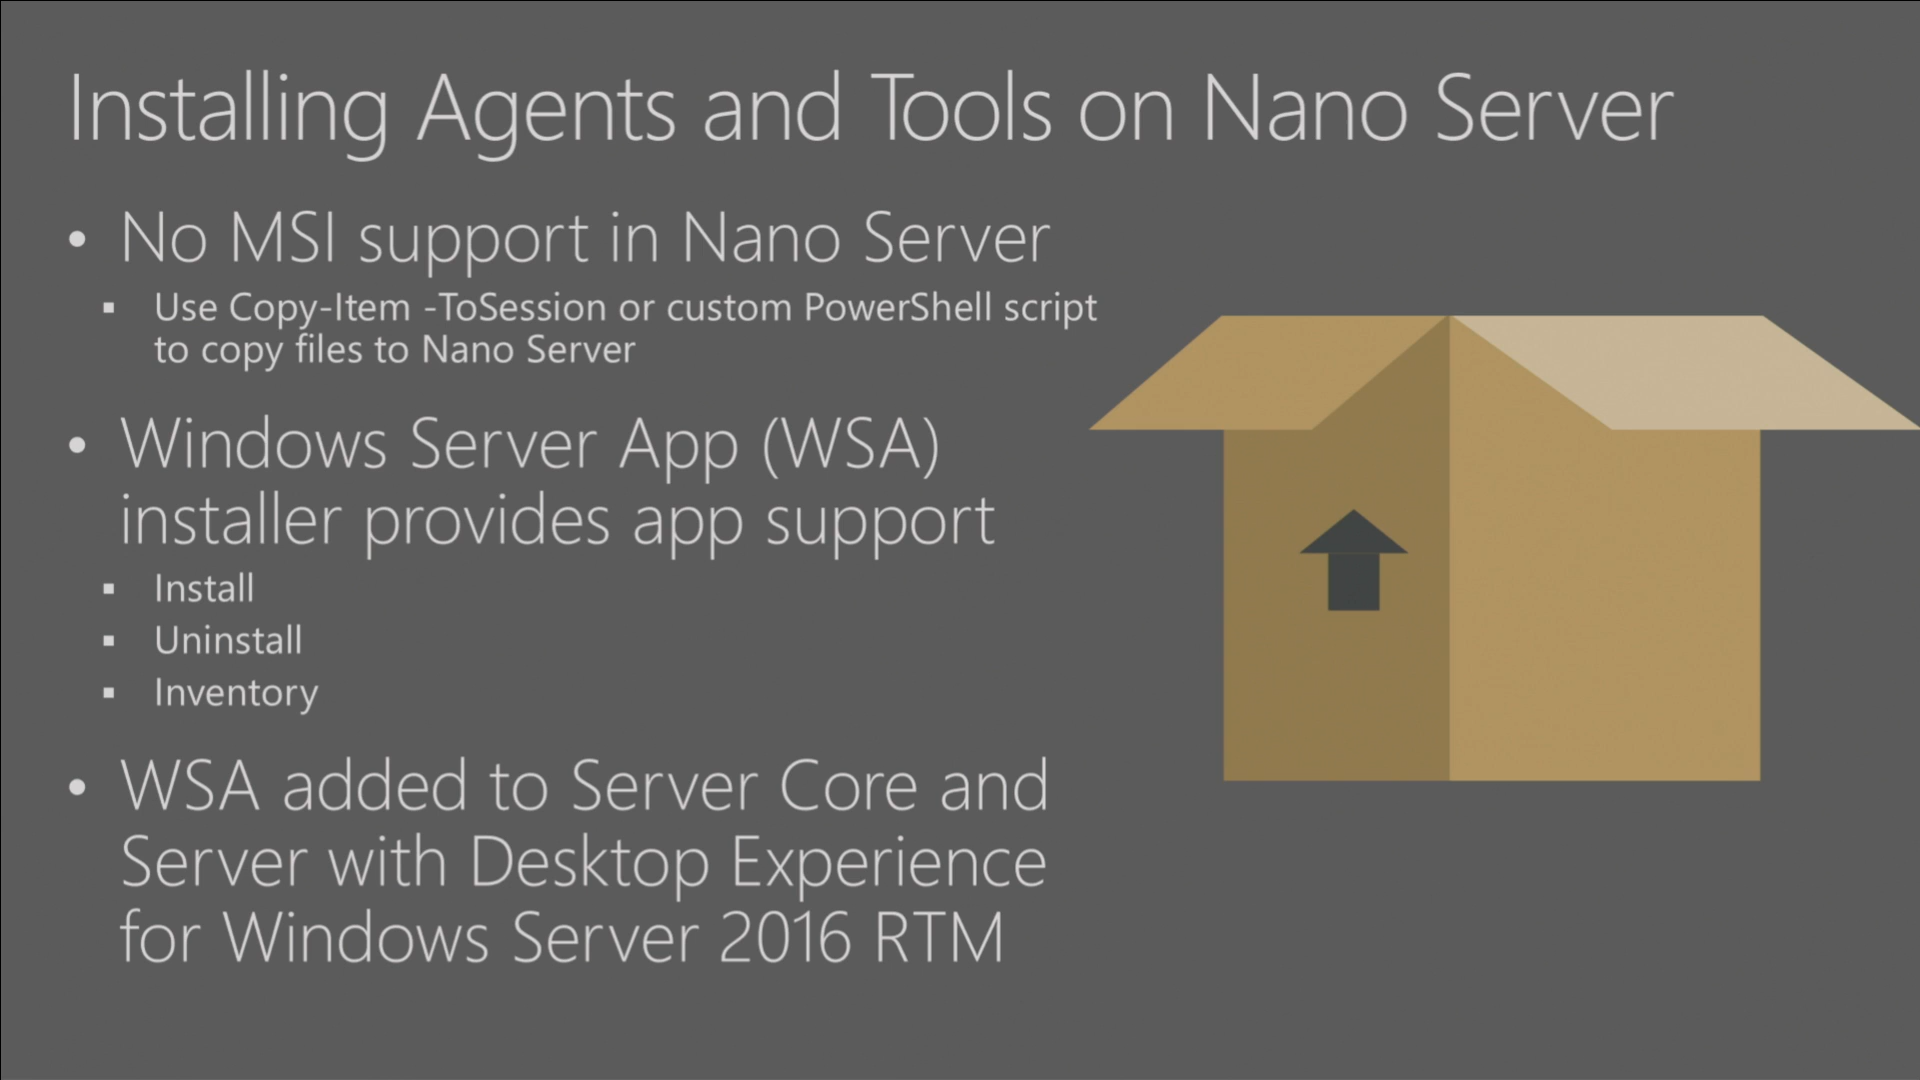 Installing Agents and Tools on Nano Server
• No MSI support in Nano Server
▪ Use Copy-Item -ToSession or custom PowerShell script
to copy files to Nano Server
• Windows Server App (WSA)
installer provides app support
▪ Install
▪ Uninstall
▪ Inventory
• WSA added to Server Core and
Server with Desktop Experience
for Windows Server 2016 RTM